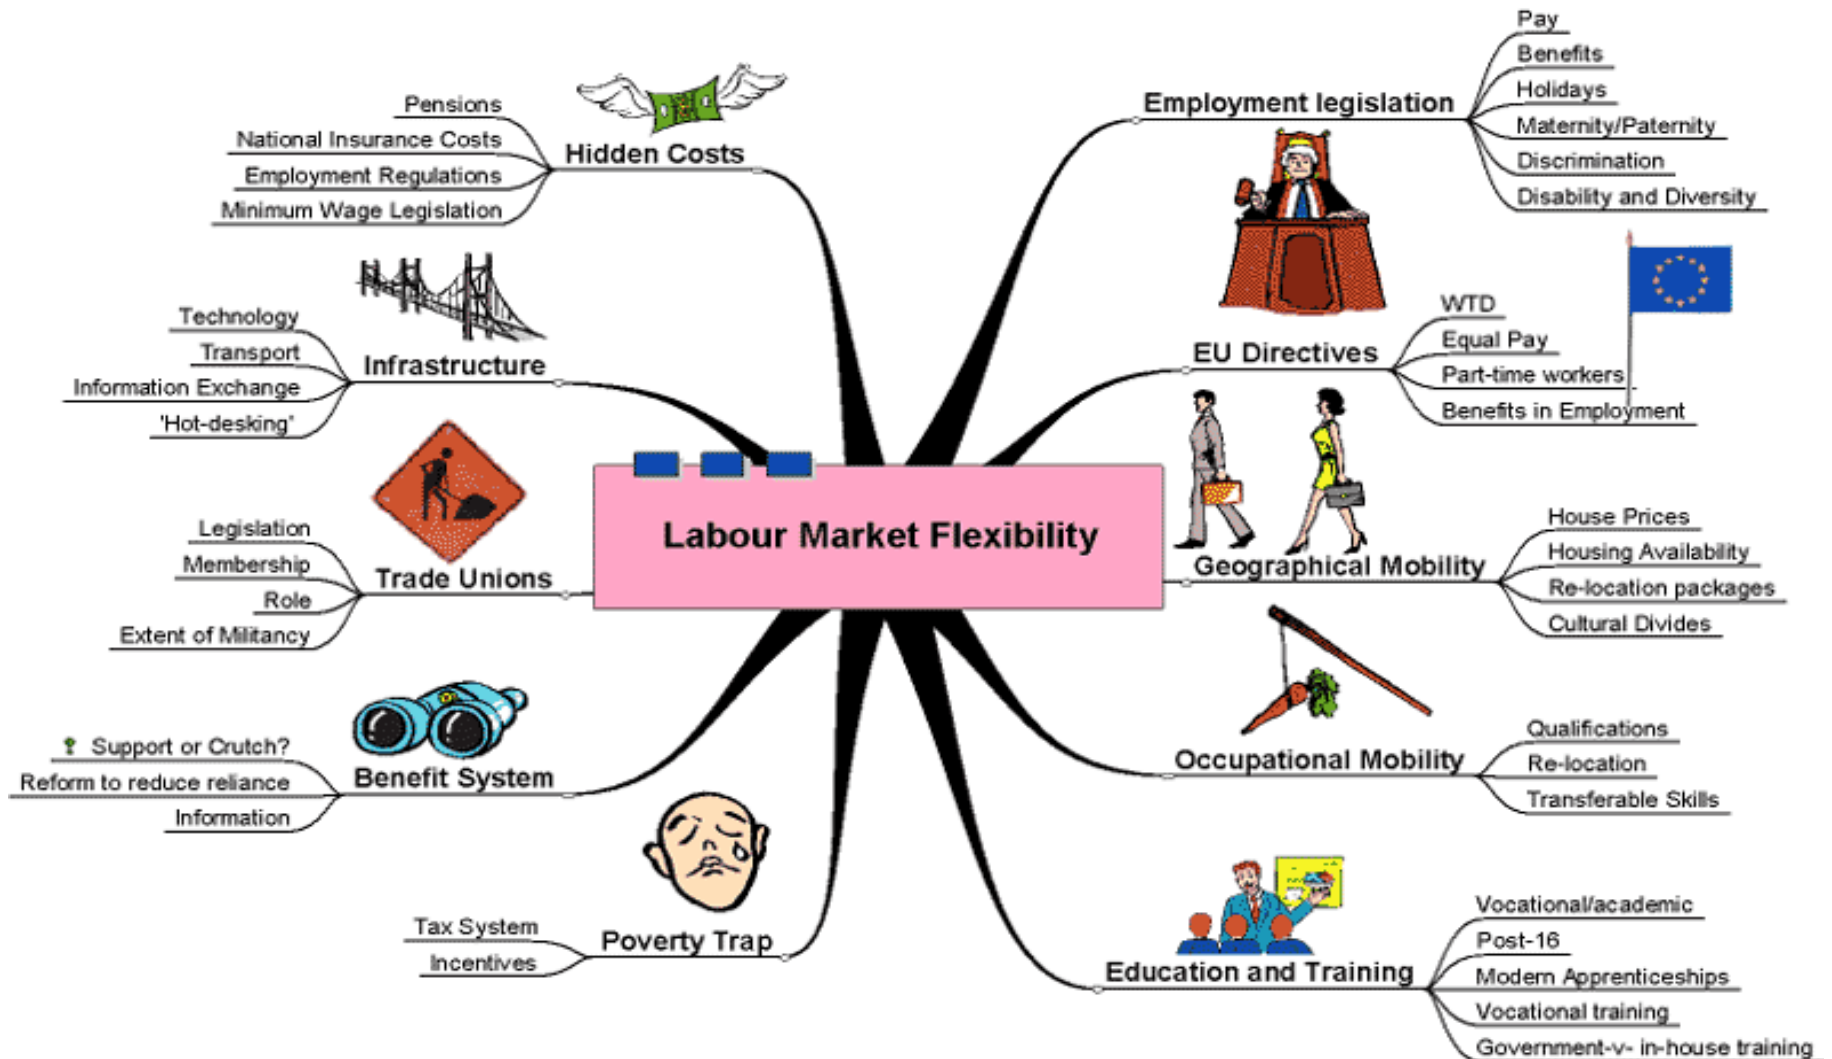 Labour Market Flexibility
Hidden Costs
Pensions
National Insurance Costs
Employment Regulations
Minimum Wage Legislation
Infrastructure
Technology
Transport
Information Exchange
'Hot-desking'
Trade Unions
Legislation
Membership
Role
Extent of Militancy
Benefit System
Support or Crutch?
Reform to reduce reliance
Information
Poverty Trap
Tax System
Incentives
Employment legislation
Pay
Benefits
Holidays
Maternity/Paternity
Discrimination
Disability and Diversity
EU Directives
WTD
Equal Pay
Part-time workers
Benefits in Employment
Geographical Mobility
House Prices
Housing Availability
Re-location packages
Cultural Divides
Occupational Mobility
Qualifications
Re-location
Transferable Skills
Education and Training
Vocational/academic
Post-16
Modern Apprenticeships
Vocational training
Government-v- in-house training